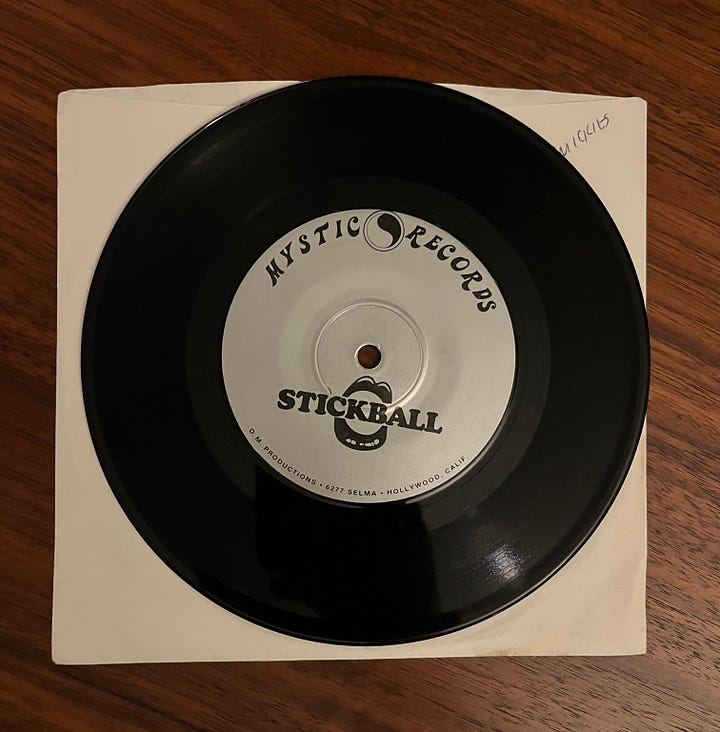 MYSTIC RECORDS
STICKBALL
D.M. PRODUCTIONS • 6277 SELMA • HOLLYWOOD, CALIF.